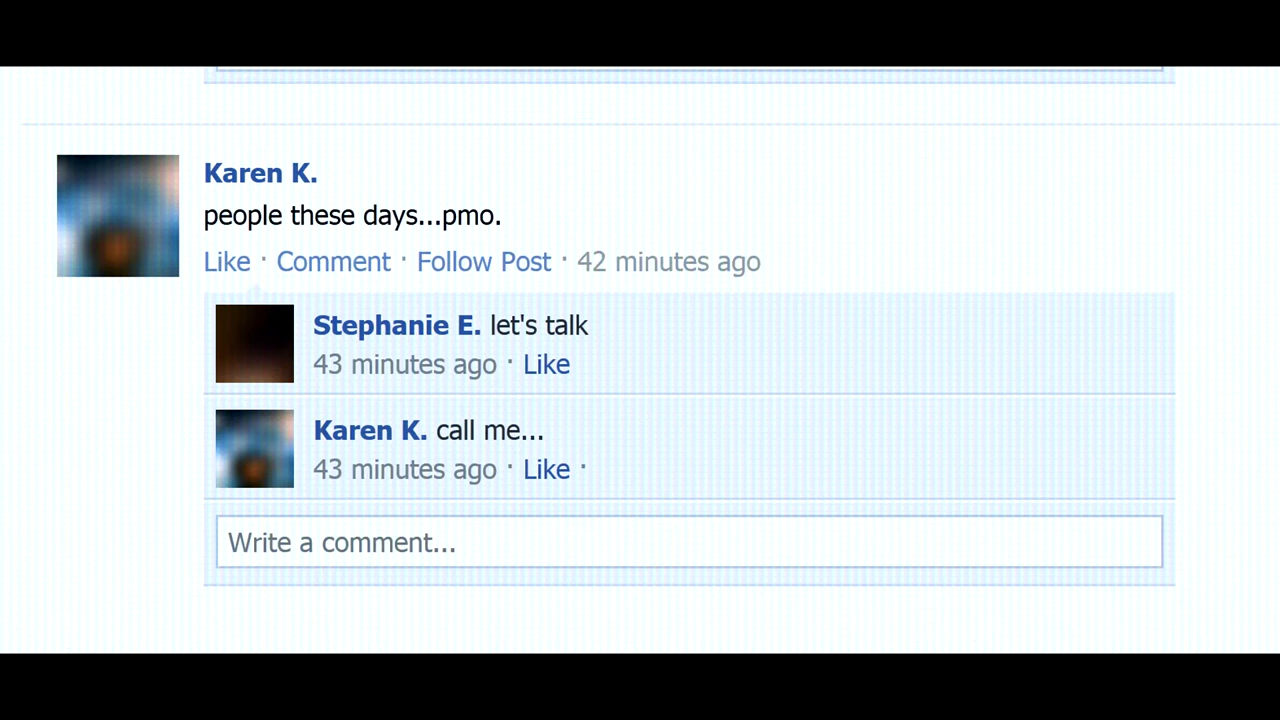 Karen K.
people these days...pmo.
Like · Comment · Follow Post · 42 minutes ago
Stephanie E. let's talk
43 minutes ago · Like
Karen K. call me...
43 minutes ago · Like ·
Write a comment...